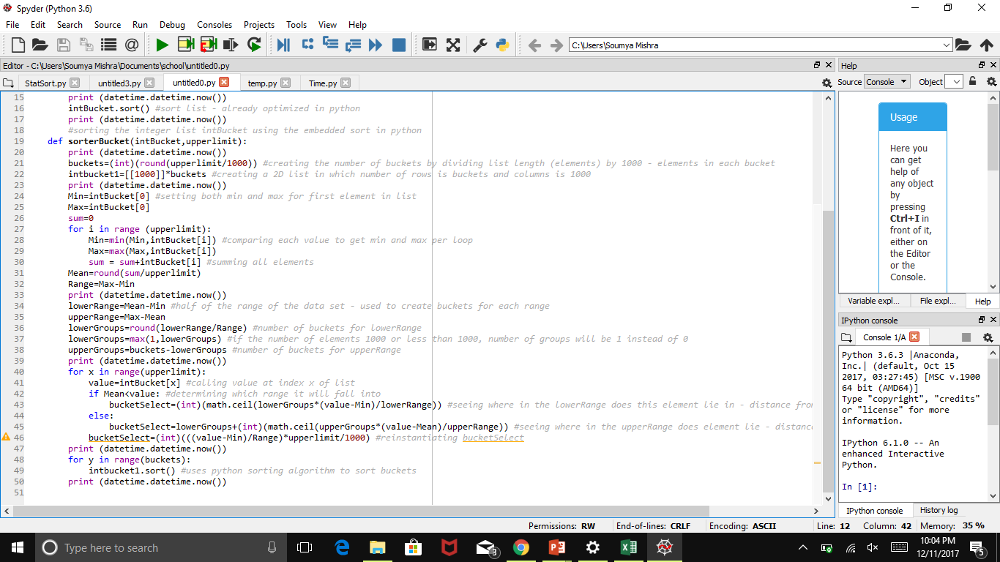 Spyder (Python 3.6)
File Edit Search Source Run Debug Consoles Projects Tools View Help
C:\Users\Soumya Mishra
Editor - C:\Users\Soumya Mishra\Documents\school\untitled0.py
StatSort.py untitled3.py untitled0.py temp.py Time.py
15 print (datetime.datetime.now())
16 intBucket.sort() #sort list - already optimized in python
17 print (datetime.datetime.now())
18 #sorting the integer list intBucket using the embedded sort in python
19 def sorterBucket(intBucket,upperlimit):
20 print (datetime.datetime.now())
21 buckets=(int)(round(upperlimit/1000)) #creating the number of buckets by dividing list length (elements) by 1000 - elements in each bucket
22 intbucket1=[[1000]]*buckets #creating a 2D list in which number of rows is buckets and columns is 1000
23 print (datetime.datetime.now())
24 Min=intBucket[0] #setting both min and max for first element in list
25 Max=intBucket[0]
26 sum=0
27 for i in range (upperlimit):
28 Min=min(Min,intBucket[i]) #comparing each value to get min and max per loop
29 Max=max(Max,intBucket[i])
30 sum = sum+intBucket[i] #summing all elements
31 Mean=round(sum/upperlimit)
32 Range=Max-Min
33 print (datetime.datetime.now())
34 lowerRange=Mean-Min #half of the range of the data set - used to create buckets for each range
35 upperRange=Max-Mean
36 lowerGroups=round(lowerRange/Range) #number of buckets for lowerRange
37 lowerGroups=max(1,lowerGroups) #if the number of elements 1000 or less than 1000, number of groups will be 1 instead of 0
38 upperGroups=buckets-lowerGroups #number of buckets for upperRange
39 print (datetime.datetime.now())
40 for x in range(upperlimit):
41 value=intBucket[x] #calling value at index x of list
42 if Mean<value: #determining which range it will fall into
43 bucketSelect=(int)(math.ceil(lowerGroups*(value-Min)/lowerRange)) #seeing where in the lowerRange does this element lie in - distance fro
44 else:
45 bucketSelect=lowerGroups+(int)(math.ceil(upperGroups*(value-Mean)/upperRange)) #seeing where in the upperRange does element lie - distanc
46 bucketSelect=(int)(((value-Min)/Range)*upperlimit/1000) #reinstantiating bucketSelect
47 print (datetime.datetime.now())
48 for y in range(buckets):
49 intbucket1.sort() #uses python sorting algorithm to sort buckets
50 print (datetime.datetime.now())
51
Permissions: RW End-of-lines: CRLF Encoding: ASCII Line: 12 Column: 42 Memory: 35 %
Help
Source Console Object
Usage
Here you
can get
help of
any object
by
pressing
Ctrl+I in
front of it,
either on
the Editor
or the
Console.
Variable expl... File expl... Help
IPython console
Console 1/A
Python 3.6.3 |Anaconda,
Inc.| (default, Oct 15
2017, 03:27:45) [MSC v.1900
64 bit (AMD64)]
Type "copyright", "credits"
or "license" for more
information.
IPython 6.1.0 -- An
enhanced Interactive
Python.
In [1]:
IPython console History log
Type here to search
3
10:04 PM
12/11/2017
5